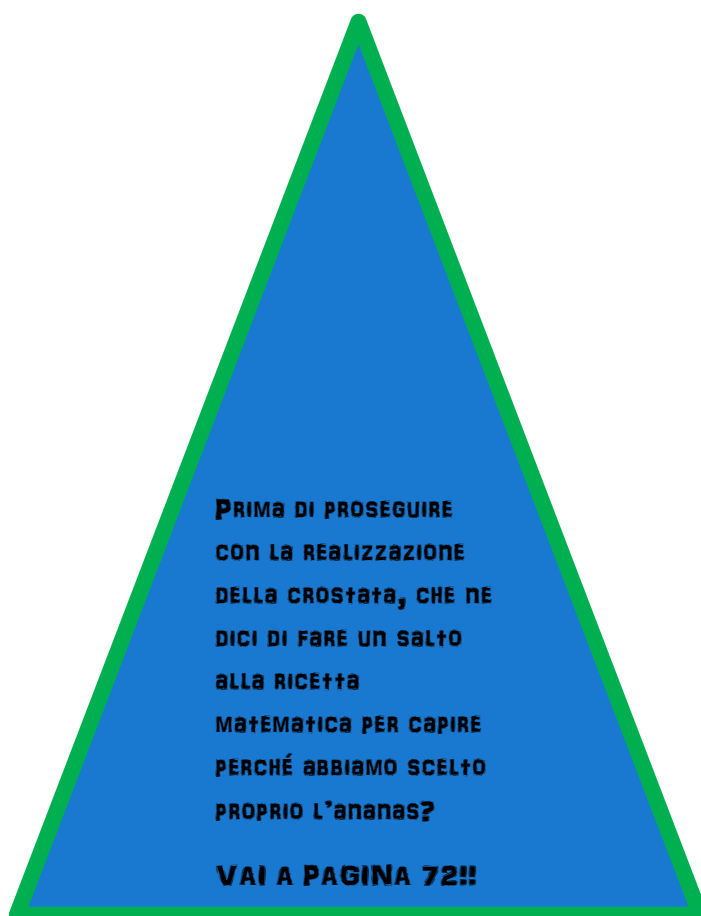 Prima di proseguire
con la realizzazione
della crostata, che ne
dici di fare un salto
alla ricetta
matematica per capire
perché abbiamo scelto
proprio l'ananas?
VAI A PAGINA 72!!